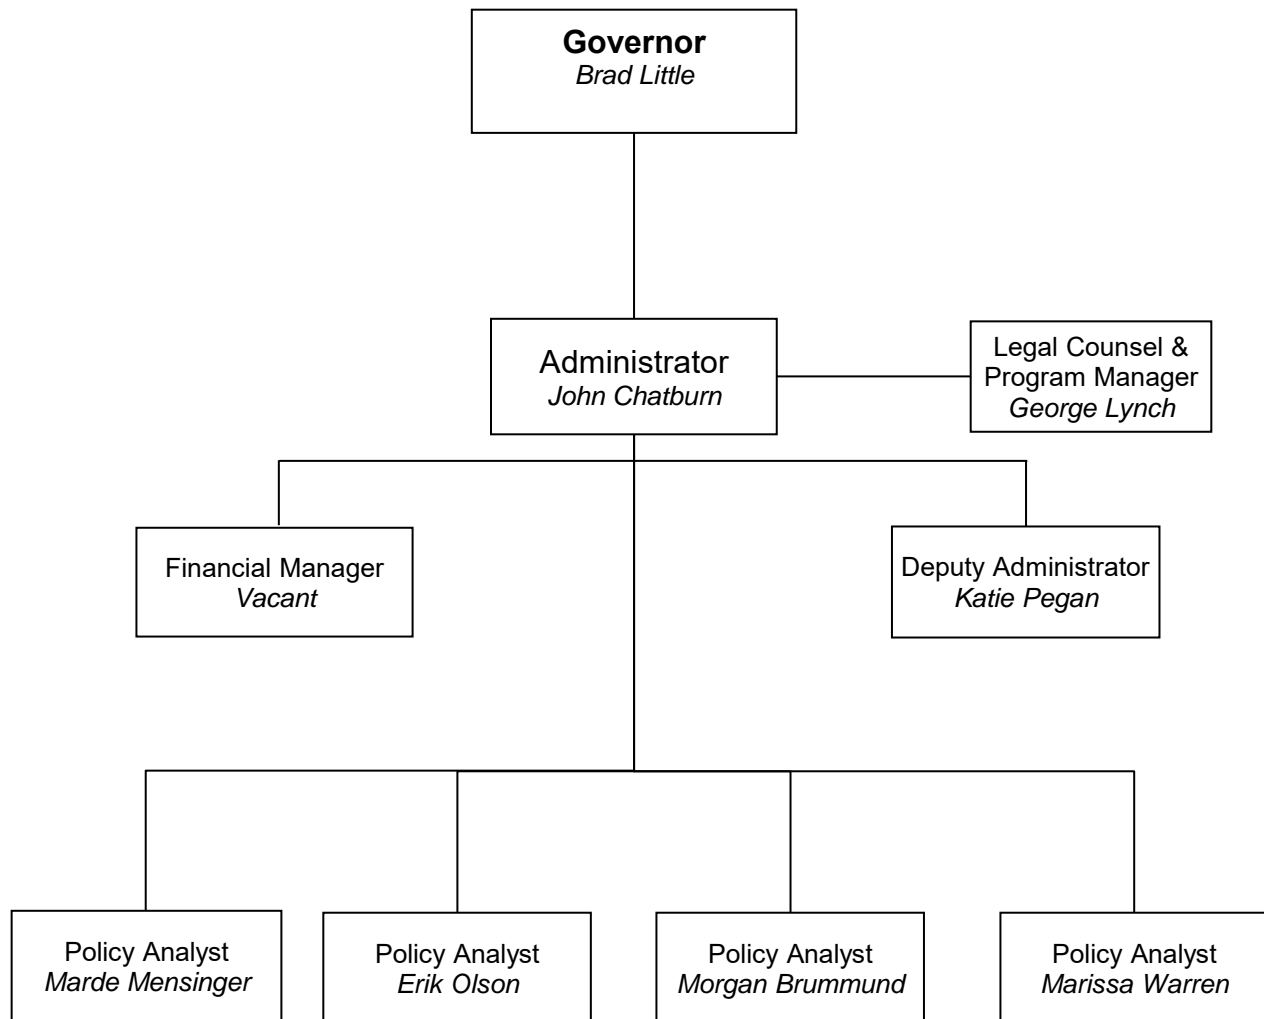 Governor
Brad Little
Administrator
John Chatburn
Legal Counsel &
Program Manager
George Lynch
Financial Manager
Vacant
Deputy Administrator
Katie Pegan
Policy Analyst
Marde Mensinger
Policy Analyst
Erik Olson
Policy Analyst
Morgan Brummund
Policy Analyst
Marissa Warren